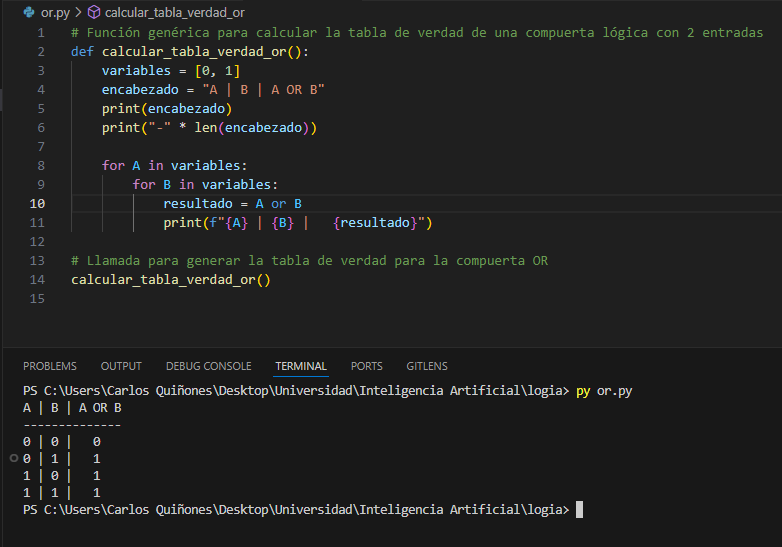 or.py > calcular_tabla_verdad_or
1 # Función genérica para calcular la tabla de verdad de una compuerta lógica con 2 entradas
2 def calcular_tabla_verdad_or():
3     variables = [0, 1]
4     encabezado = "A | B | A OR B"
5     print(encabezado)
6     print("-" * len(encabezado))
7
8     for A in variables:
9         for B in variables:
10             resultado = A or B
11             print(f"{A} | {B} |   {resultado}")
12
13 # Llamada para generar la tabla de verdad para la compuerta OR
14 calcular_tabla_verdad_or()
15
PROBLEMS OUTPUT DEBUG CONSOLE TERMINAL PORTS GITLENS
PS C:\Users\Carlos Quiñones\Desktop\Universidad\Inteligencia Artificial\logia> py or.py
A | B | A OR B
--------------
0 | 0 |   0
0 | 1 |   1
1 | 0 |   1
1 | 1 |   1
PS C:\Users\Carlos Quiñones\Desktop\Universidad\Inteligencia Artificial\logia>